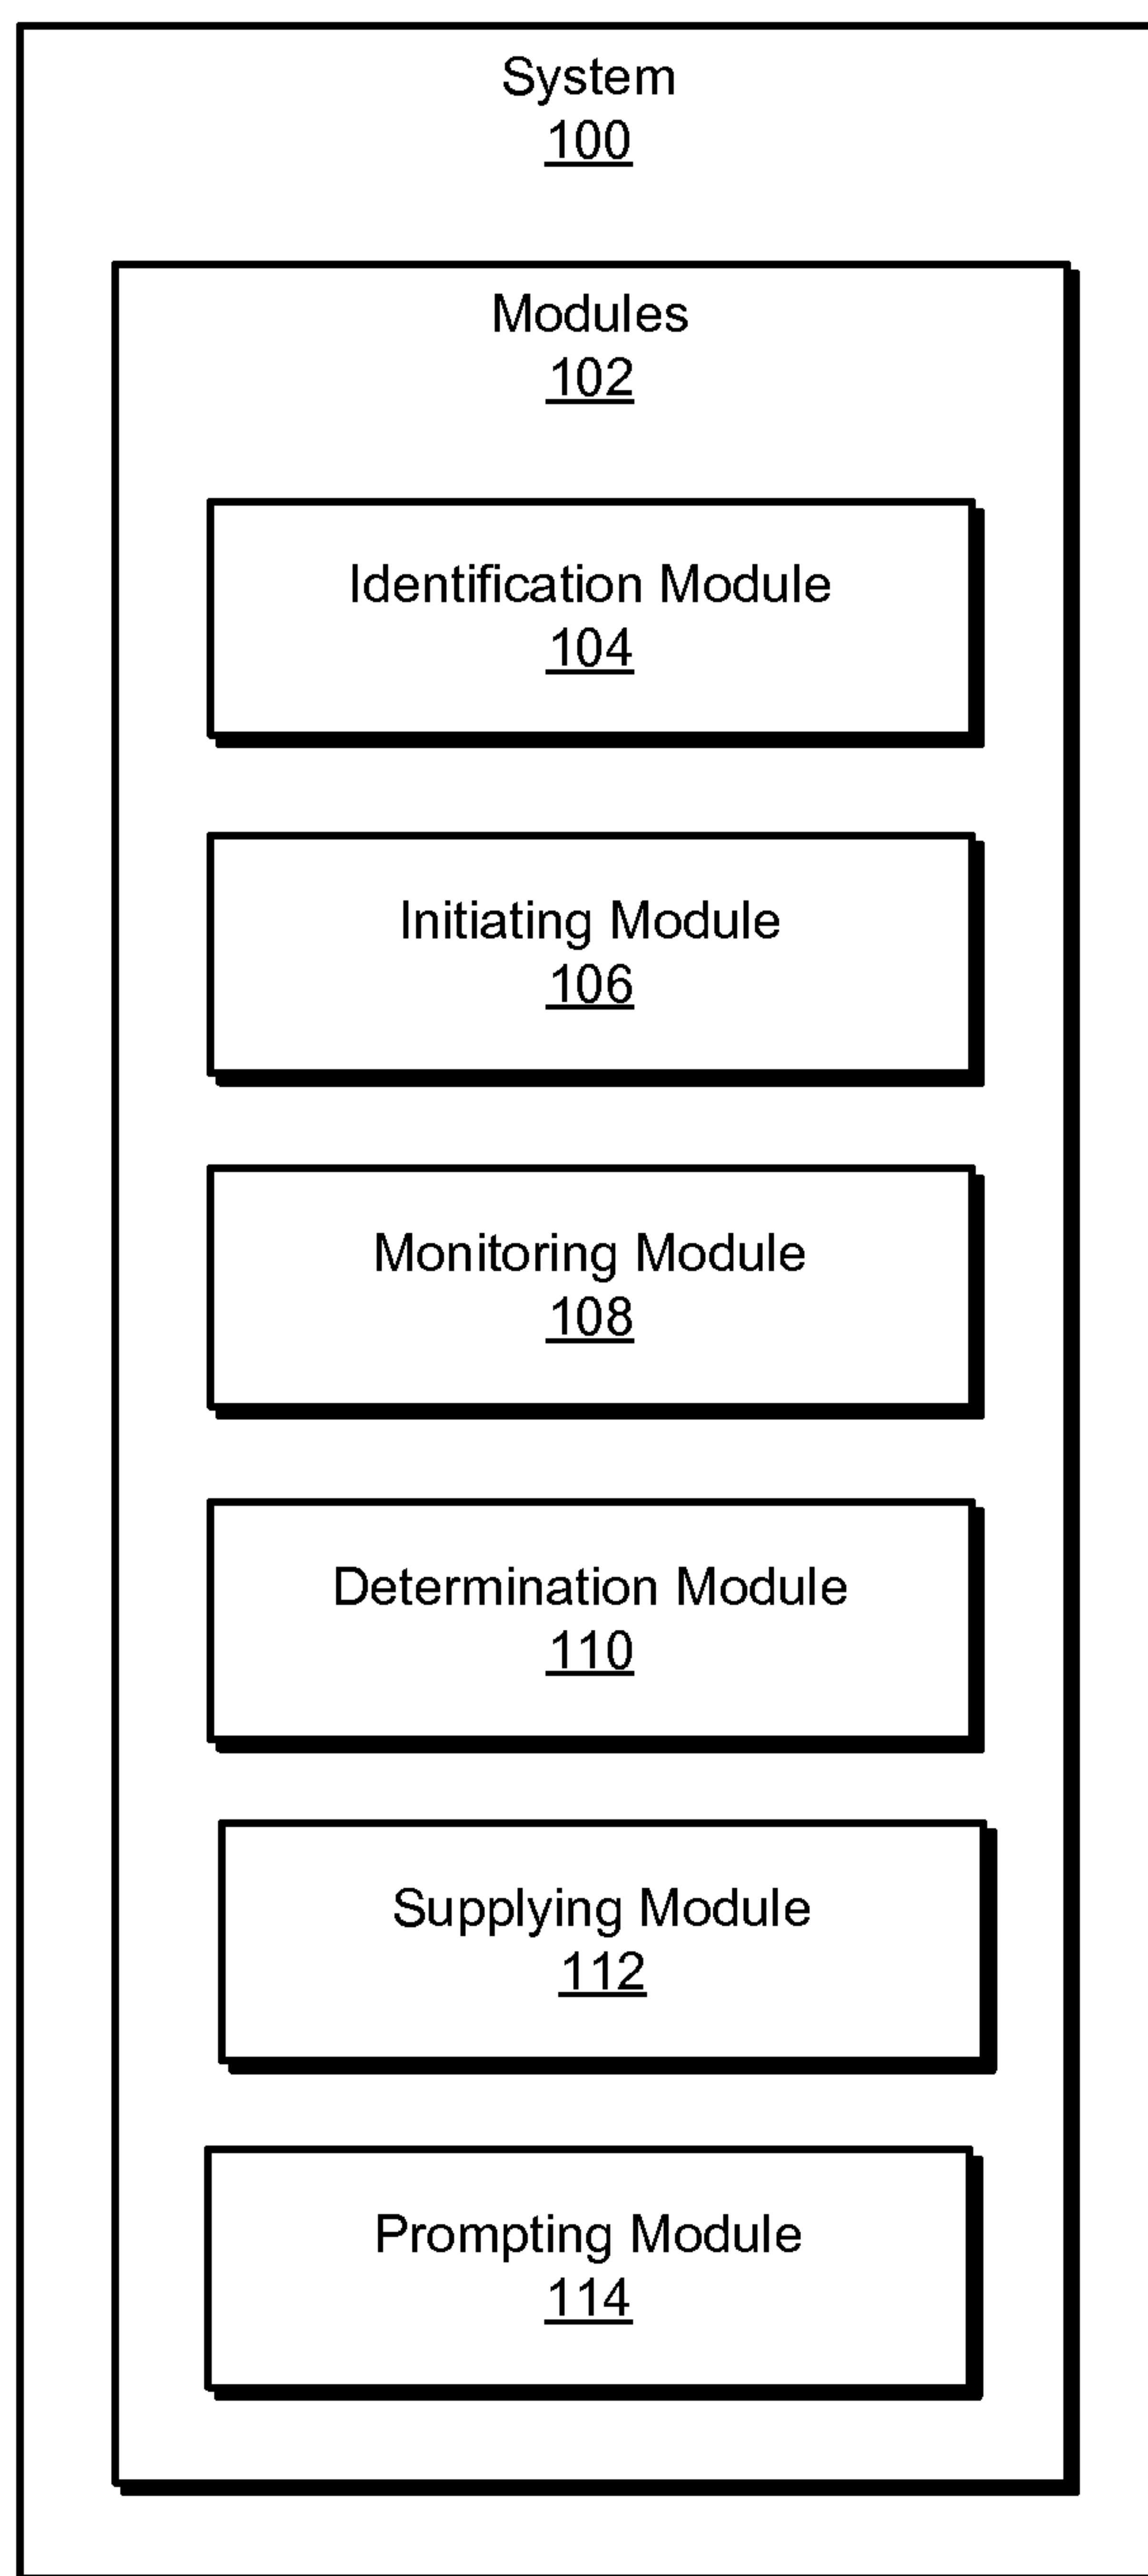 System
100
Modules
102
Identification Module
104
Initiating Module
106
Monitoring Module
108
Determination Module
110
Supplying Module
112
Prompting Module
114